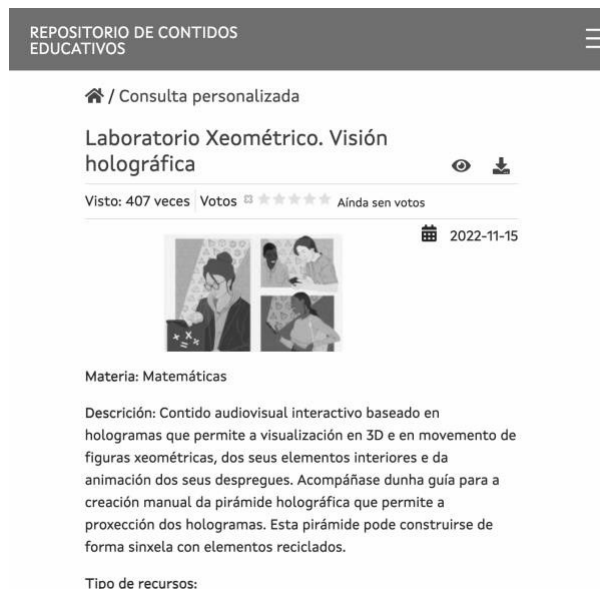 REPOSITORIO DE CONTIDOS
EDUCATIVOS
/ Consulta personalizada
Laboratorio Xeométrico. Visión
holográfica
Visto: 407 veces Votos Aínda sen votos
2022-11-15
Materia: Matemáticas
Descrición: Contido audiovisual interactivo baseado en
hologramas que permite a visualización en 3D e en movemento de
figuras xeométricas, dos seus elementos interiores e da
animación dos seus despregues. Acompáñase dunha guía para a
creación manual da pirámide holográfica que permite a
proxección dos hologramas. Esta pirámide pode construirse de
forma sinxela con elementos reciclados.
Tipo de recursos: